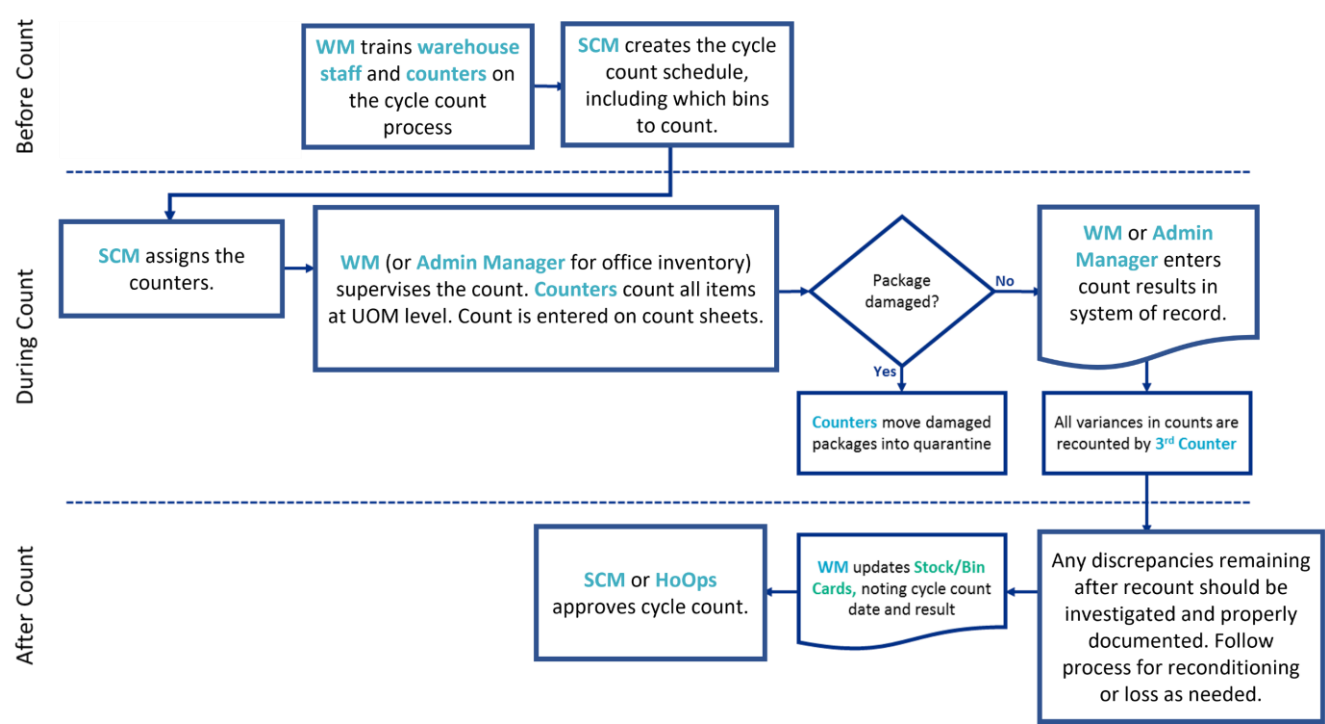 Before Count
WM trains warehouse
staff and counters on
the cycle count
process
SCM creates the cycle
count schedule,
including which bins
to count.
During Count
SCM assigns the
counters.
WM (or Admin Manager for office inventory)
supervises the count. Counters count all items
at UOM level. Count is entered on count sheets.
Package
damaged?
No
Yes
WM or Admin
Manager enters
count results in
system of record.
Counters move damaged
packages into quarantine
All variances in counts are
recounted by 3rd Counter
After Count
Any discrepancies remaining
after recount should be
investigated and properly
documented. Follow
process for reconditioning
or loss as needed.
WM updates Stock/Bin
Cards, noting cycle count
date and result
SCM or HoOps
approves cycle count.